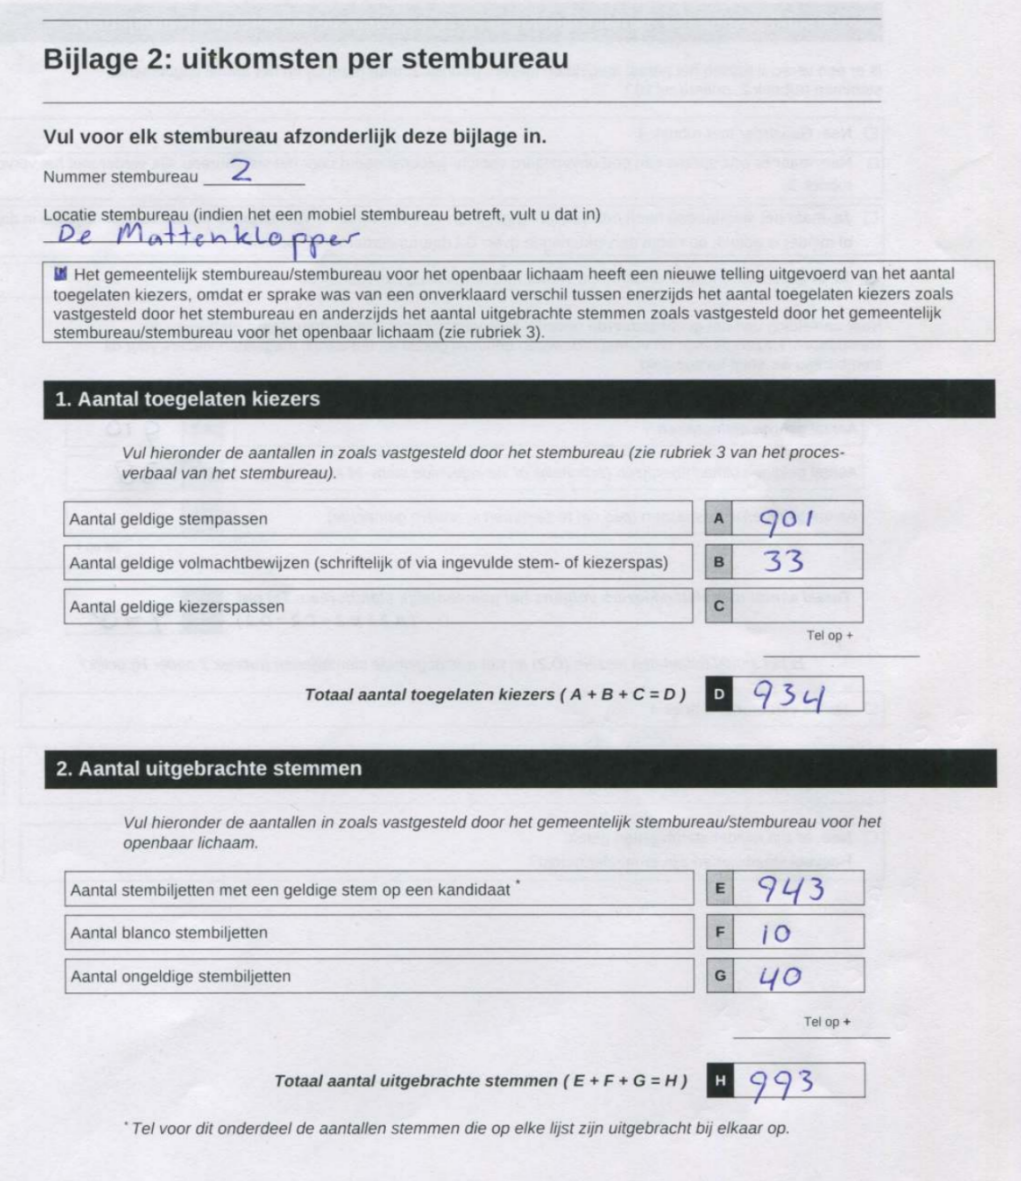 Bijlage 2: uitkomsten per stembureau
Vul voor elk stembureau afzonderlijk deze bijlage in.
Nummer stembureau 2
Locatie stembureau (indien het een mobiel stembureau betreft, vult u dat in)
De Mattenklopper
Het gemeentelijk stembureau/stembureau voor het openbaar lichaam heeft een nieuwe telling uitgevoerd van het aantal
toegelaten kiezers, omdat er sprake was van een onverklaard verschil tussen enerzijds het aantal toegelaten kiezers zoals
vastgesteld door het stembureau en anderzijds het aantal uitgebrachte stemmen zoals vastgesteld door het gemeentelijk
stembureau/stembureau voor het openbaar lichaam (zie rubriek 3).
1. Aantal toegelaten kiezers
Vul hieronder de aantallen in zoals vastgesteld door het stembureau (zie rubriek 3 van het proces-
verbaal van het stembureau).
Aantal geldige stempassen A 901
Aantal geldige volmachtbewijzen (schriftelijk of via ingevulde stem- of kiezerspas) B 33
Aantal geldige kiezerspassen C
Tel op +
Totaal aantal toegelaten kiezers ( A + B + C = D ) D 934
2. Aantal uitgebrachte stemmen
Vul hieronder de aantallen in zoals vastgesteld door het gemeentelijk stembureau/stembureau voor het
openbaar lichaam.
Aantal stembiljetten met een geldige stem op een kandidaat * E 943
Aantal blanco stembiljetten F 10
Aantal ongeldige stembiljetten G 40
Tel op +
Totaal aantal uitgebrachte stemmen ( E + F + G = H ) H 993
* Tel voor dit onderdeel de aantallen stemmen die op elke lijst zijn uitgebracht bij elkaar op.